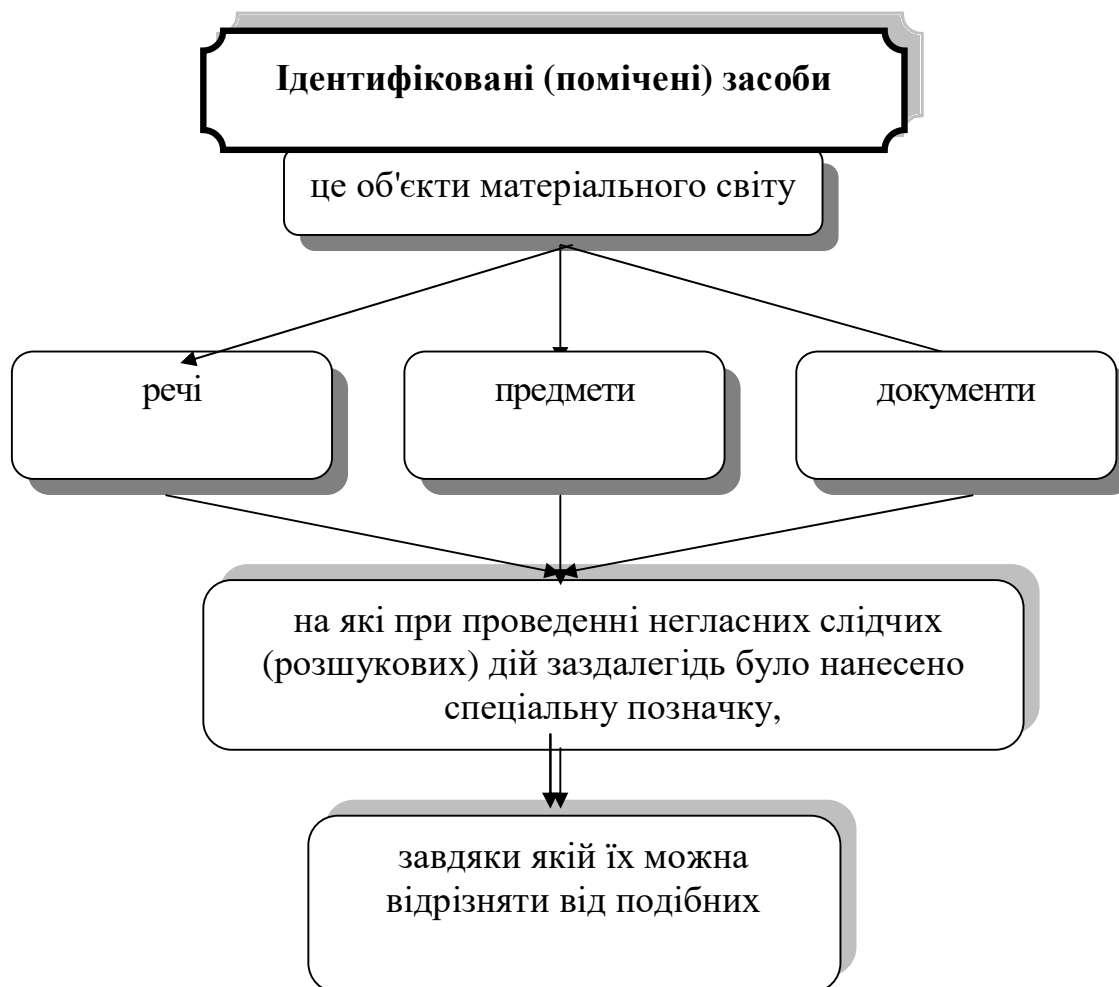 Ідентифіковані (помічені) засоби
це об'єкти матеріального світу
речі
предмети
документи
на які при проведенні негласних слідчих
(розшукових) дій заздалегідь було нанесено
спеціальну позначку,
завдяки якій їх можна
відрізняти від подібних